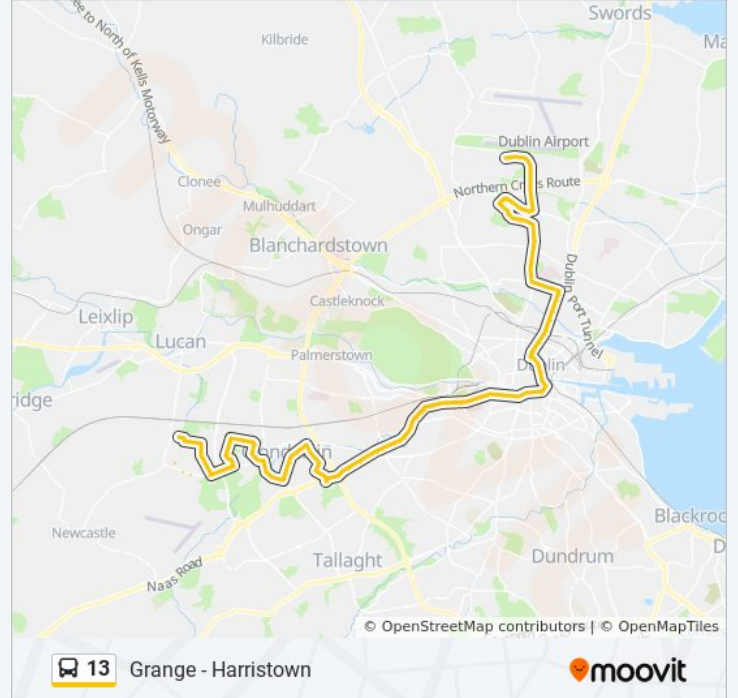 Swords
Ma
Kilbride
ee to North of Kells Motorway
Dublin Airport
Northern Cross Route
Clonee
Mulhuddart
Ongar
Blanchardstown
Dublin Port Tunnel
Castleknock
Leixlip
Lucan
Palmerstown
Dublin
ridge
Clondalkin
Newcastle
Blackroc
Naas Road
Tallaght
Dundrum
D
© OpenStreetMap contributors | © OpenMapTiles
13 Grange - Harristown
moovit